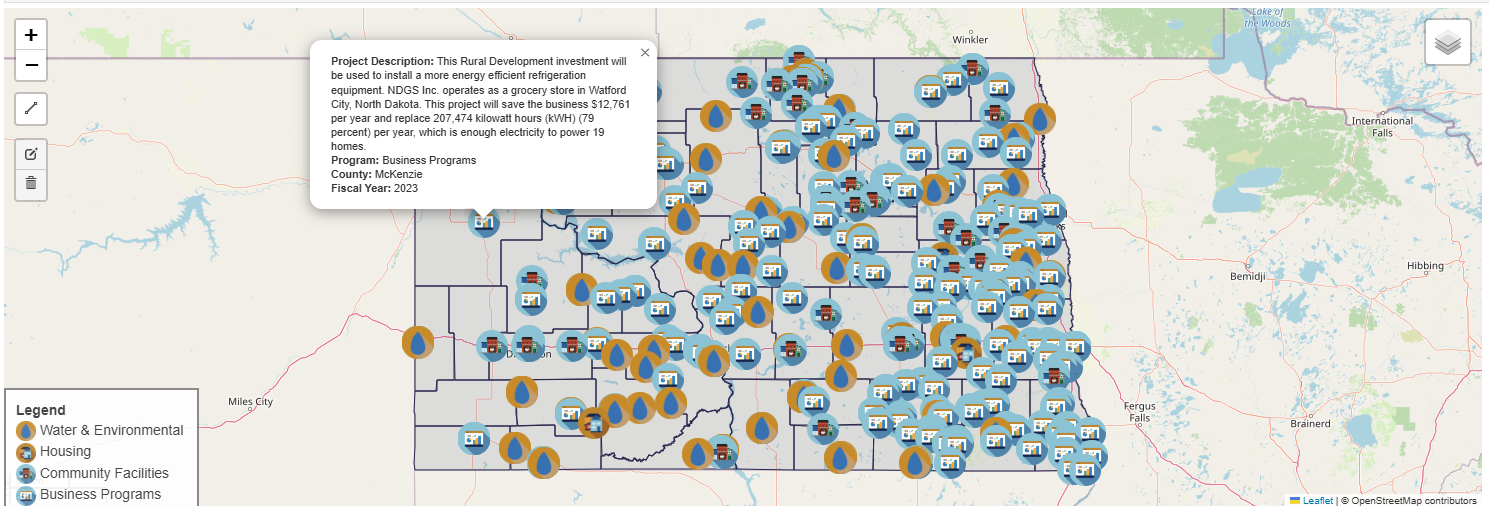 +
−
Lake of
the Woods
Winkler
×
Project Description: This Rural Development investment will
be used to install a more energy efficient refrigeration
equipment. NDGS Inc. operates as a grocery store in Watford
City, North Dakota. This project will save the business $12,761
per year and replace 207,474 kilowatt hours (kWH) (79
percent) per year, which is enough electricity to power 19
homes.
Program: Business Programs
County: McKenzie
Fiscal Year: 2023
International
Falls
Bemidji
Hibbing
Miles City
Fergus
Falls
Brainerd
Legend
Water & Environmental
Housing
Community Facilities
Business Programs
Leaflet | © OpenStreetMap contributors